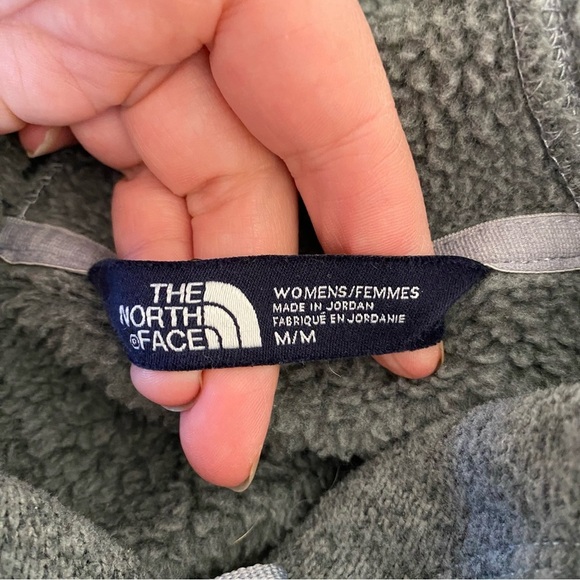 THE
NORTH
FACE
WOMENS/FEMMES
MADE IN JORDAN
FABRIQUÉ EN JORDANIE
M/M